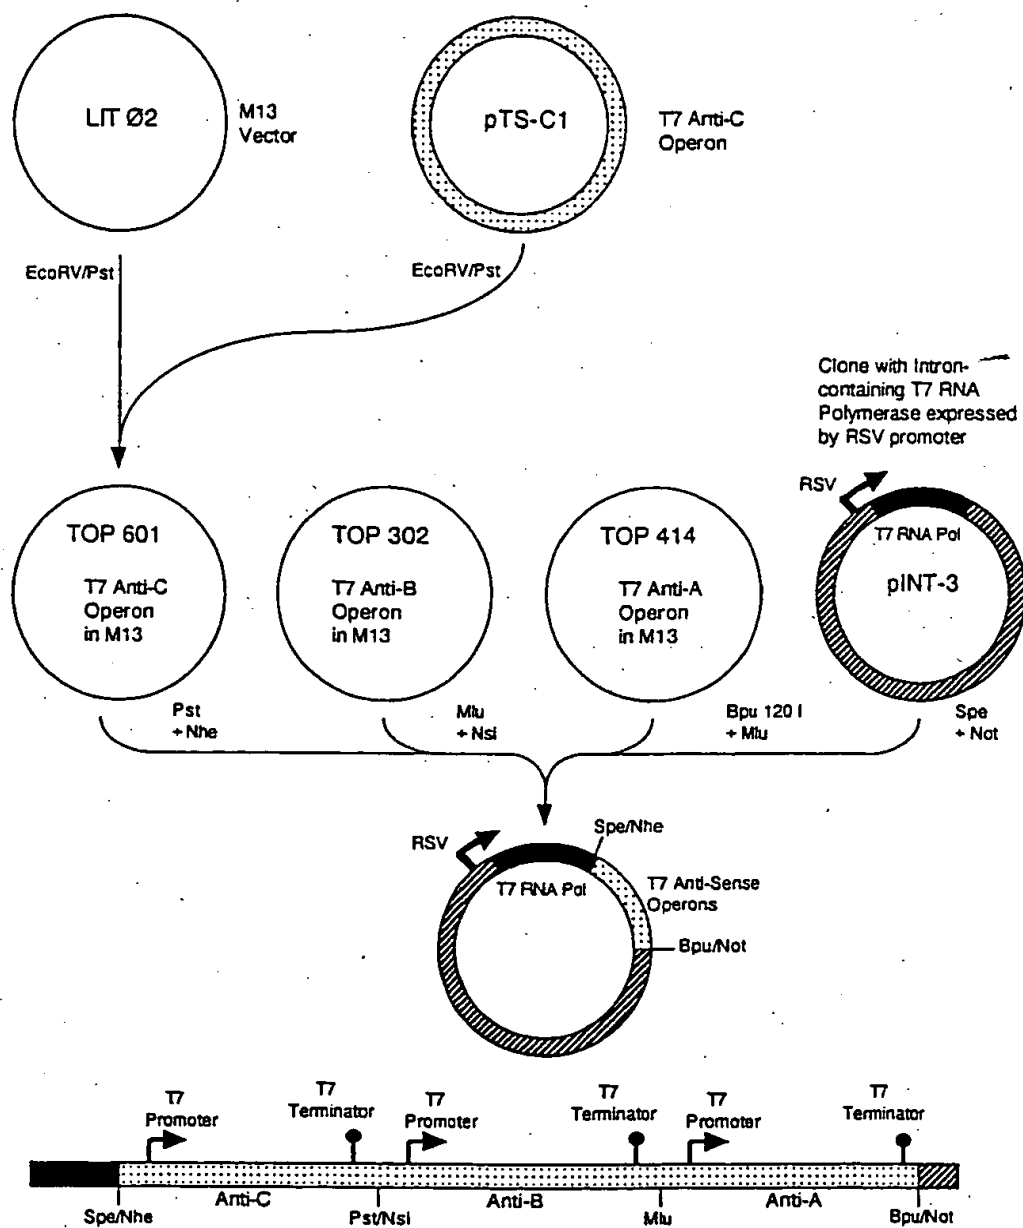 LIT Ø2
M13
Vector
pTS-C1
T7 Anti-C
Operon
EcoRV/Pst
EcoRV/Pst
Clone with Intron-
containing T7 RNA
Polymerase expressed
by RSV promoter
RSV
TOP 601
T7 Anti-C
Operon
in M13
TOP 302
T7 Anti-B
Operon
in M13
TOP 414
T7 Anti-A
Operon
in M13
T7 RNA Pol
pINT-3
Pst
+ Nhe
Mlu
+ Nsi
Bpu 120 I
+ Mlu
Spe
+ Not
RSV
Spe/Nhe
T7 RNA Pol
T7 Anti-Sense
Operons
Bpu/Not
T7
Promoter
T7
Terminator
T7
Promoter
T7
Terminator
T7
Promoter
T7
Terminator
Anti-C
Anti-B
Anti-A
Spe/Nhe
Pst/Nsi
Mlu
Bpu/Not